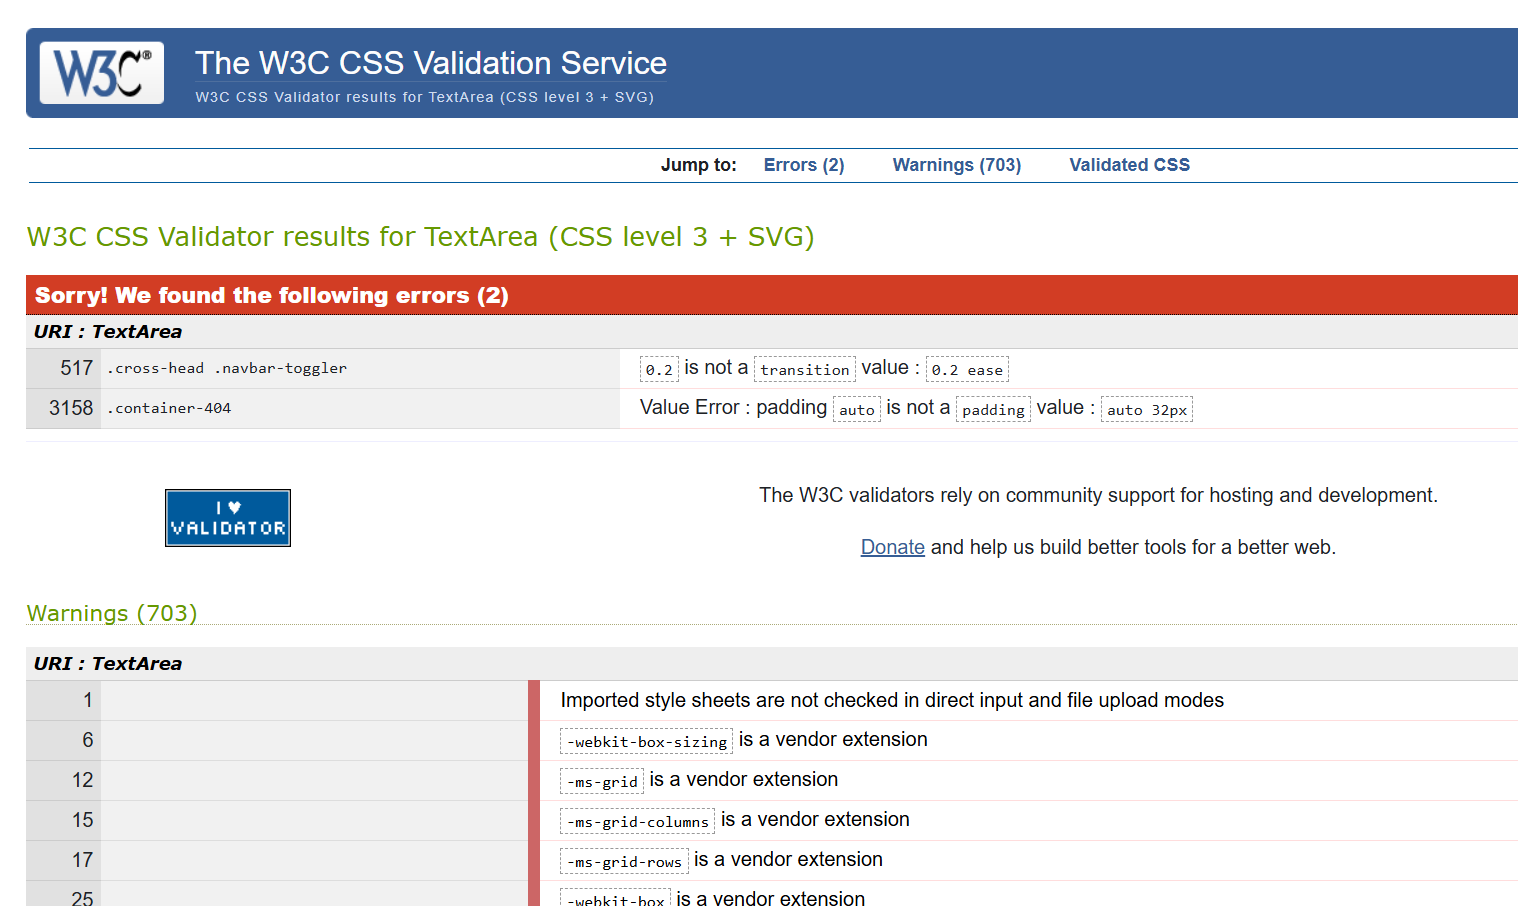 W3C®
The W3C CSS Validation Service
W3C CSS Validator results for TextArea (CSS level 3 + SVG)
Jump to: Errors (2) Warnings (703) Validated CSS
W3C CSS Validator results for TextArea (CSS level 3 + SVG)
Sorry! We found the following errors (2)
URI : TextArea
517 .cross-head .navbar-toggler 0.2 is not a transition value : 0.2 ease
3158 .container-404 Value Error : padding auto is not a padding value : auto 32px
I ♥
VALIDATOR
The W3C validators rely on community support for hosting and development.
Donate and help us build better tools for a better web.
Warnings (703)
URI : TextArea
1 Imported style sheets are not checked in direct input and file upload modes
6 -webkit-box-sizing is a vendor extension
12 -ms-grid is a vendor extension
15 -ms-grid-columns is a vendor extension
17 -ms-grid-rows is a vendor extension
25 -webkit-box is a vendor extension